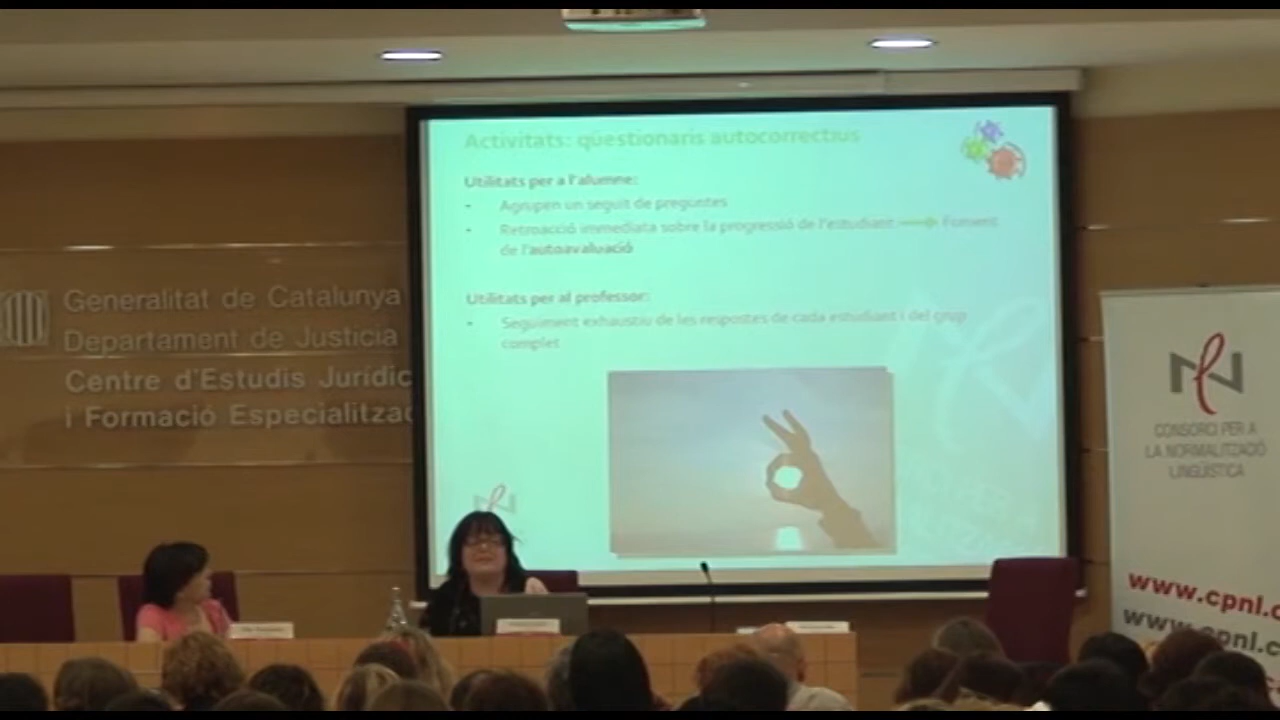 Activitats: qüestionaris autocorrectius
Utilitats per a l'alumne:
- Agrupen un seguit de preguntes
- Retroacció immediata sobre la progressió de l'estudiant Foment
de l'autoavaluació
Utilitats per al professor:
- Seguiment exhaustiu de les respostes de cada estudiant i del grup
complet
Generalitat de Catalunya
Departament de Justícia
Centre d'Estudis Jurídic
i Formació Especialitzac
CONSORCI PER A
LA NORMALITZACIÓ
LINGÜÍSTICA
www.cpnl.c
www.cpnl.c